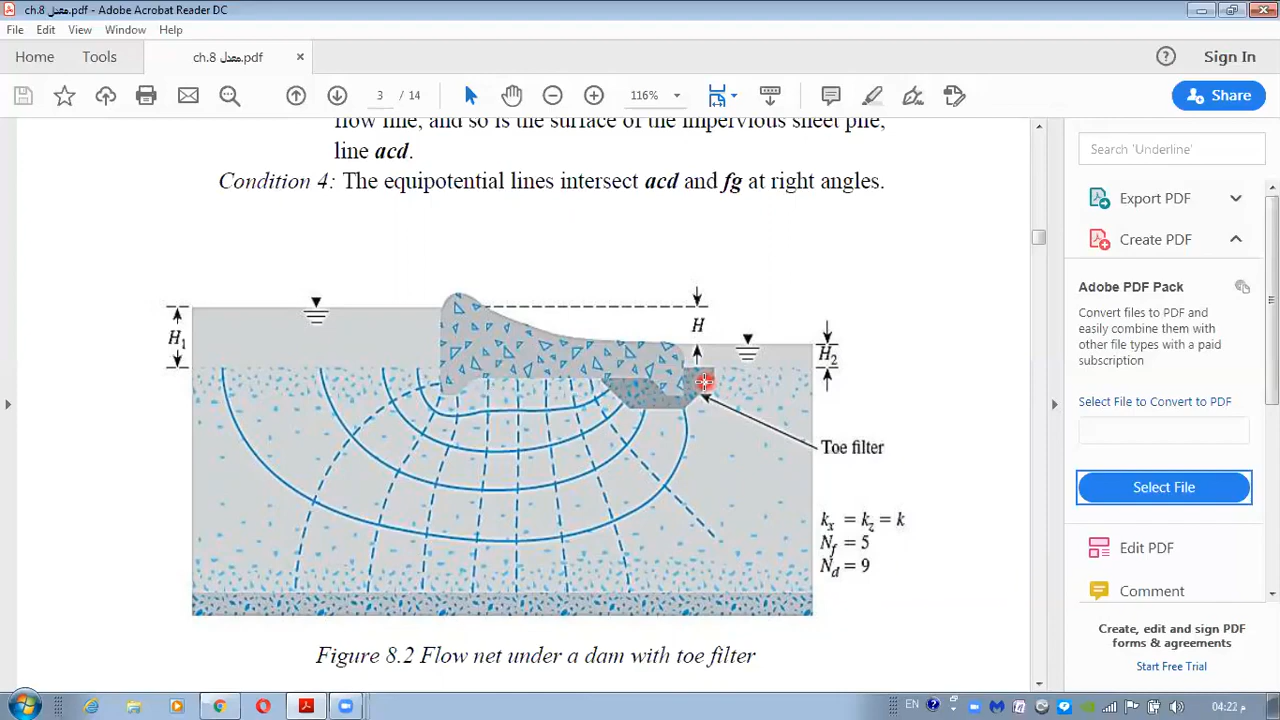 ch.8 معدل.pdf - Adobe Acrobat Reader DC
File Edit View Window Help
Home Tools ch.8 معدل.pdf × Sign In
3 / 14 116% Share
flow line, and so is the surface of the impervious sheet pile,
line acd.
Condition 4: The equipotential lines intersect acd and fg at right angles.
H1
H
H2
Toe filter
kx = kz = k
Nf = 5
Nd = 9
Figure 8.2 Flow net under a dam with toe filter
Search 'Underline'
Export PDF
Create PDF
Adobe PDF Pack
Convert files to PDF and
easily combine them with
other file types with a paid
subscription
Select File to Convert to PDF
Select File
Edit PDF
Comment
Create, edit and sign PDF
forms & agreements
Start Free Trial
EN 04:22 م